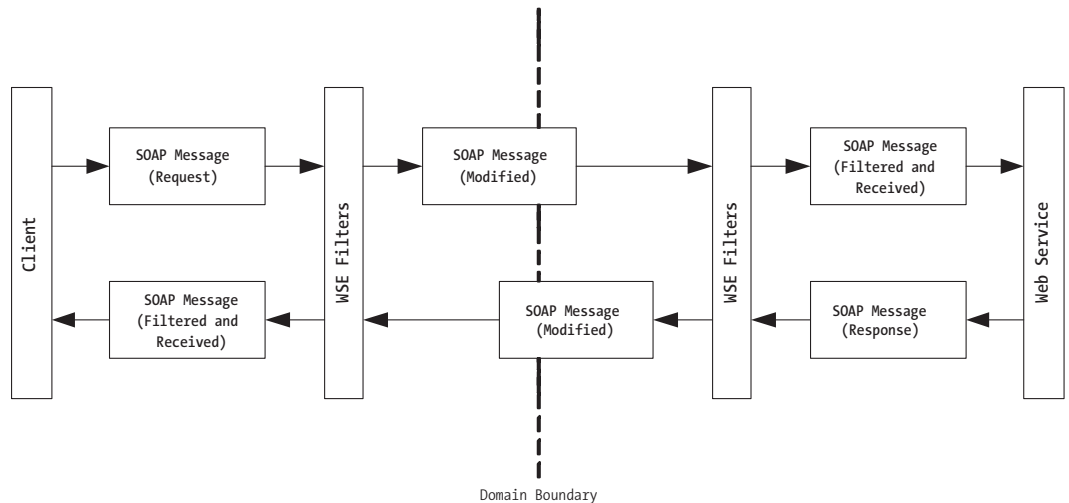 Client
SOAP Message
(Request)
WSE Filters
SOAP Message
(Modified)
WSE Filters
SOAP Message
(Filtered and
Received)
Web Service
SOAP Message
(Filtered and
Received)
SOAP Message
(Modified)
SOAP Message
(Response)
Domain Boundary